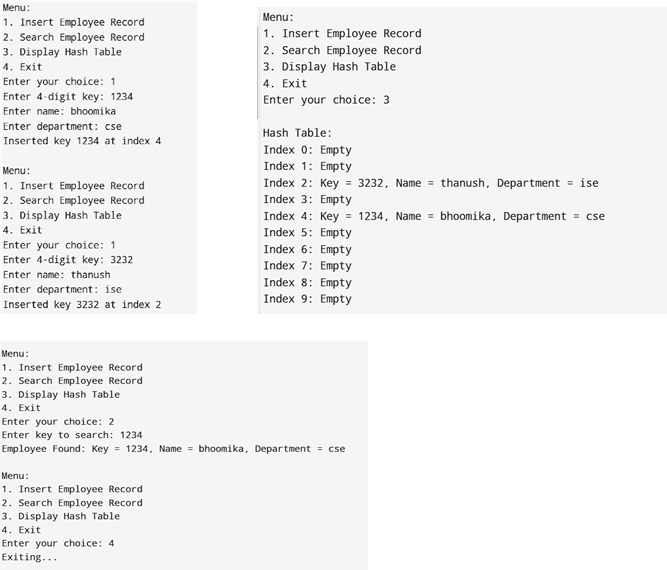 Menu:
1. Insert Employee Record
2. Search Employee Record
3. Display Hash Table
4. Exit
Enter your choice: 1
Enter 4-digit key: 1234
Enter name: bhoomika
Enter department: cse
Inserted key 1234 at index 4
Menu:
1. Insert Employee Record
2. Search Employee Record
3. Display Hash Table
4. Exit
Enter your choice: 1
Enter 4-digit key: 3232
Enter name: thanush
Enter department: ise
Inserted key 3232 at index 2
Menu:
1. Insert Employee Record
2. Search Employee Record
3. Display Hash Table
4. Exit
Enter your choice: 3
Hash Table:
Index 0: Empty
Index 1: Empty
Index 2: Key = 3232, Name = thanush, Department = ise
Index 3: Empty
Index 4: Key = 1234, Name = bhoomika, Department = cse
Index 5: Empty
Index 6: Empty
Index 7: Empty
Index 8: Empty
Index 9: Empty
Menu:
1. Insert Employee Record
2. Search Employee Record
3. Display Hash Table
4. Exit
Enter your choice: 2
Enter key to search: 1234
Employee Found: Key = 1234, Name = bhoomika, Department = cse
Menu:
1. Insert Employee Record
2. Search Employee Record
3. Display Hash Table
4. Exit
Enter your choice: 4
Exiting...